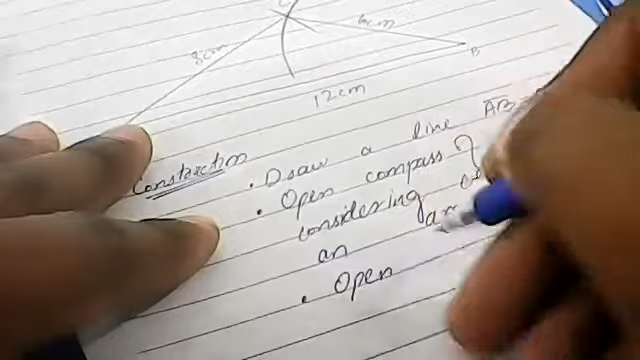 C
8cm
6cm
B
12cm
Construction
• Draw a line AB
• Open compass
considering
an
• Open